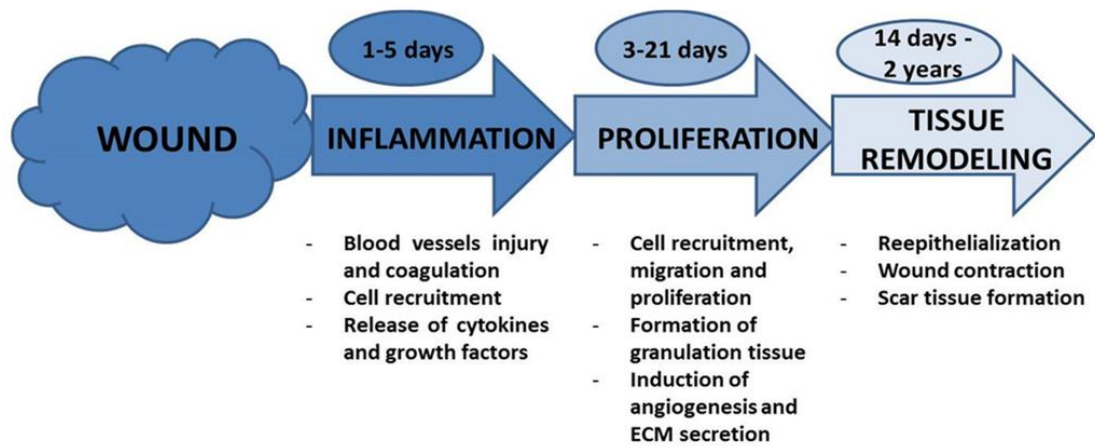 WOUND
1-5 days
INFLAMMATION
- Blood vessels injury
and coagulation
- Cell recruitment
- Release of cytokines
and growth factors
3-21 days
PROLIFERATION
- Cell recruitment,
migration and
proliferation
- Formation of
granulation tissue
- Induction of
angiogenesis and
ECM secretion
14 days -
2 years
TISSUE
REMODELING
- Reepithelialization
- Wound contraction
- Scar tissue formation